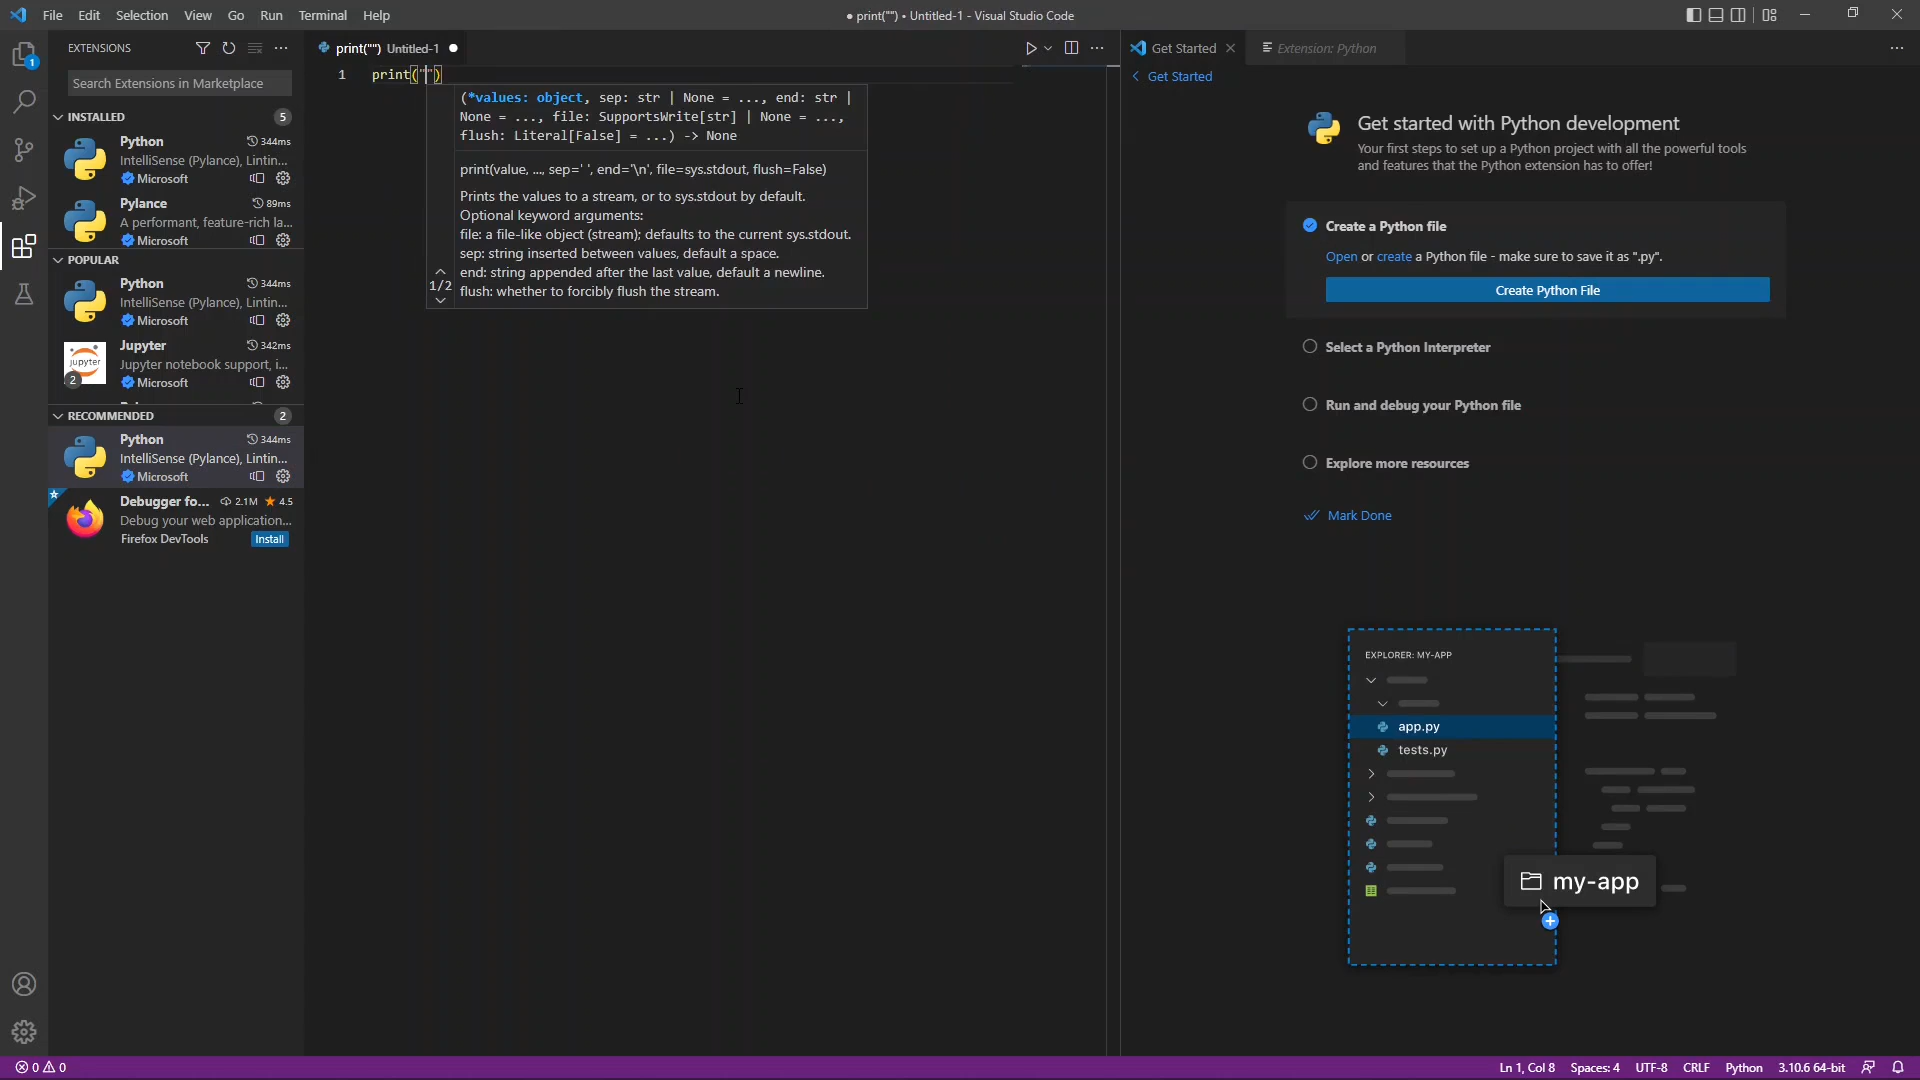 File Edit Selection View Go Run Terminal Help
● print("") • Untitled-1 - Visual Studio Code
EXTENSIONS
1
Search Extensions in Marketplace
INSTALLED 5
Python 344ms
IntelliSense (Pylance), Lintin...
Microsoft
Pylance 89ms
A performant, feature-rich la...
Microsoft
POPULAR
Python 344ms
IntelliSense (Pylance), Lintin...
Microsoft
Jupyter 342ms
jupyter
Jupyter notebook support, i...
2
Microsoft
RECOMMENDED 2
Python 344ms
IntelliSense (Pylance), Lintin...
Microsoft
Debugger fo... 2.1M 4.5
Debug your web application...
Firefox DevTools Install
print("") Untitled-1
1 print("")
(*values: object, sep: str | None = ..., end: str |
None = ..., file: SupportsWrite[str] | None = ...,
flush: Literal[False] = ...) -> None
print(value, ..., sep=' ', end='\n', file=sys.stdout, flush=False)
Prints the values to a stream, or to sys.stdout by default.
Optional keyword arguments:
file: a file-like object (stream); defaults to the current sys.stdout.
sep: string inserted between values, default a space.
end: string appended after the last value, default a newline.
1/2
flush: whether to forcibly flush the stream.
Get Started Extension: Python
Get Started
Get started with Python development
Your first steps to set up a Python project with all the powerful tools
and features that the Python extension has to offer!
Create a Python file
Open or create a Python file - make sure to save it as ".py".
Create Python File
Select a Python Interpreter
Run and debug your Python file
Explore more resources
Mark Done
EXPLORER: MY-APP
app.py
tests.py
my-app
0 0
Ln 1, Col 8 Spaces: 4 UTF-8 CRLF Python 3.10.6 64-bit